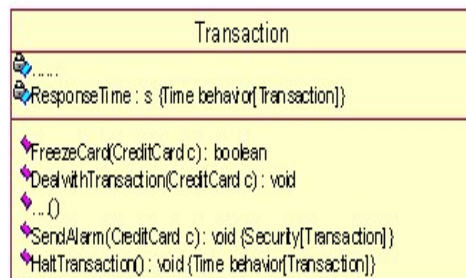 Transaction
......
ResponseTime : s {Time behavior[Transaction]}
FreezeCard(CreditCard c) : boolean
DealwithTransaction(CreditCard c) : void
...()
SendAlarm(CreditCard c) : void {Security[Transaction]}
HaltTransaction() : void {Time behavior[Transaction]}